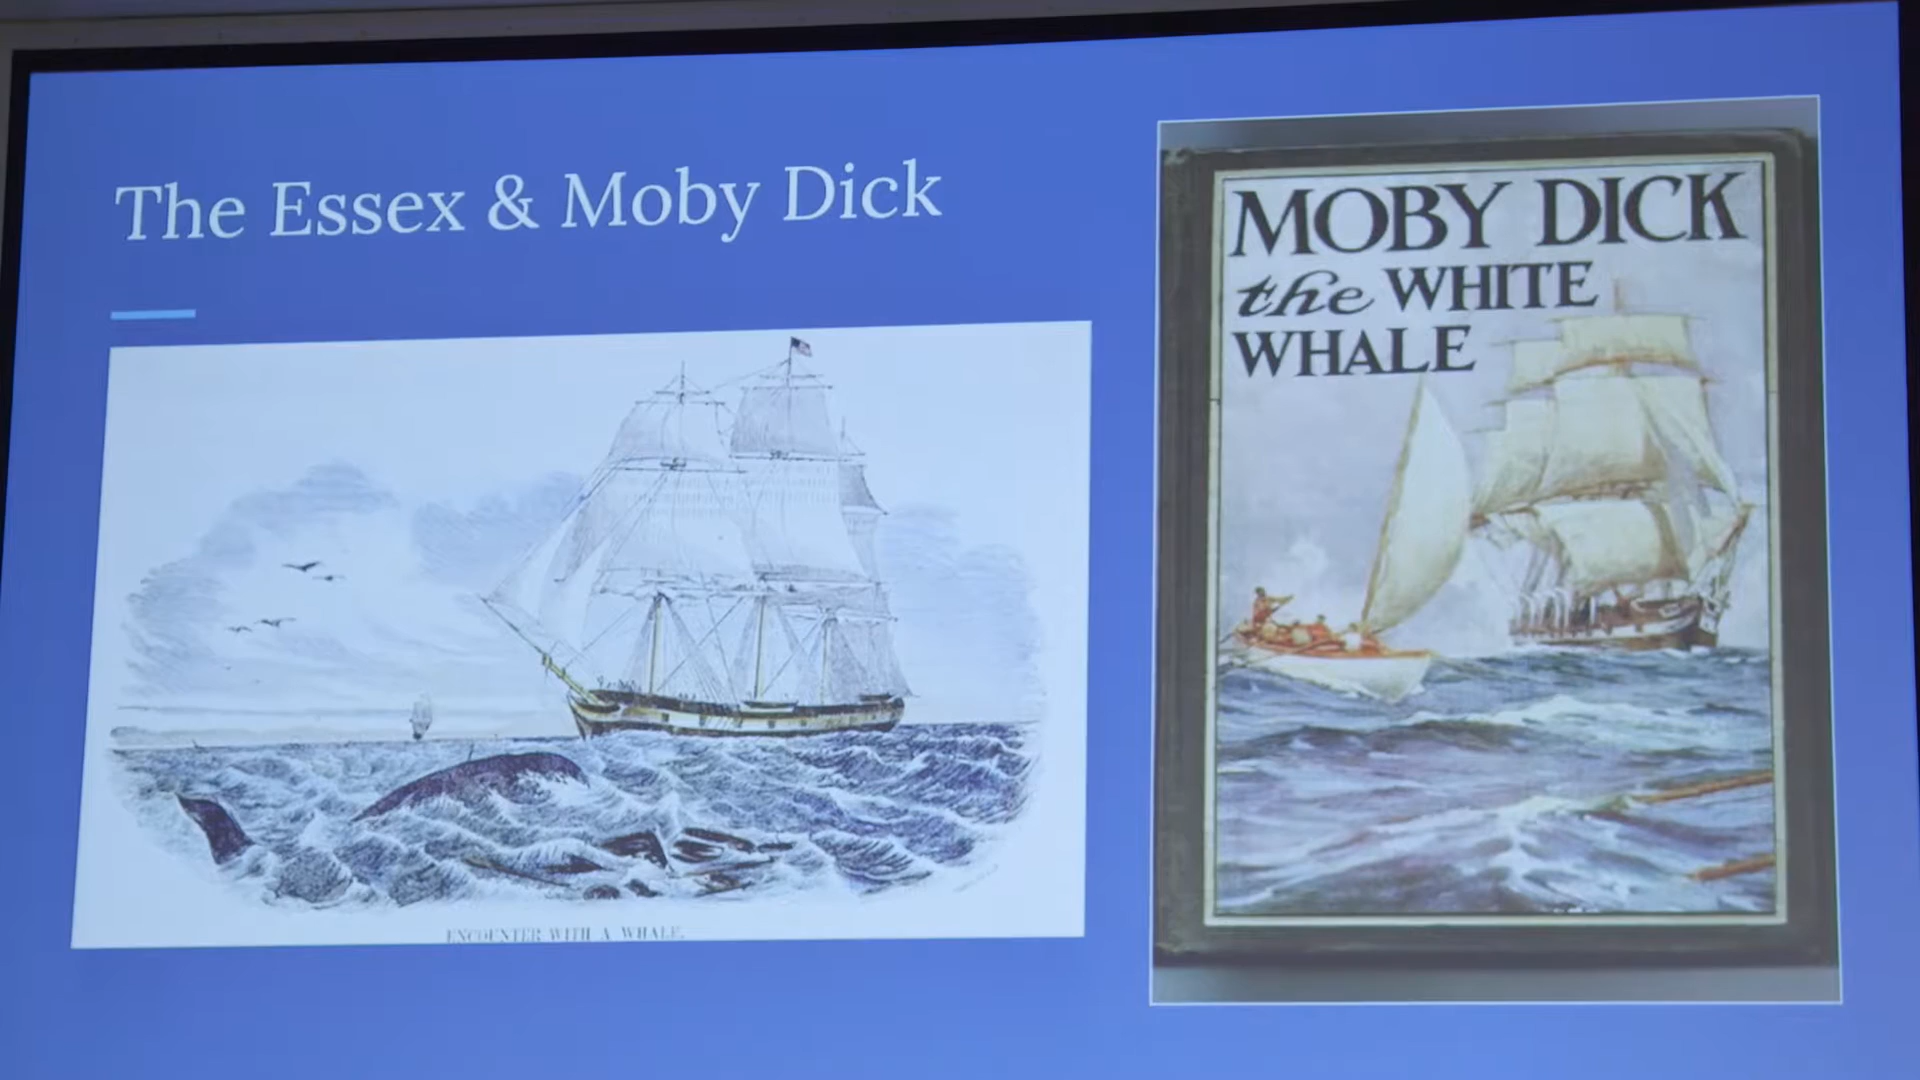 The Essex & Moby Dick
ENCOUNTER WITH A WHALE.
MOBY DICK
the WHITE
WHALE